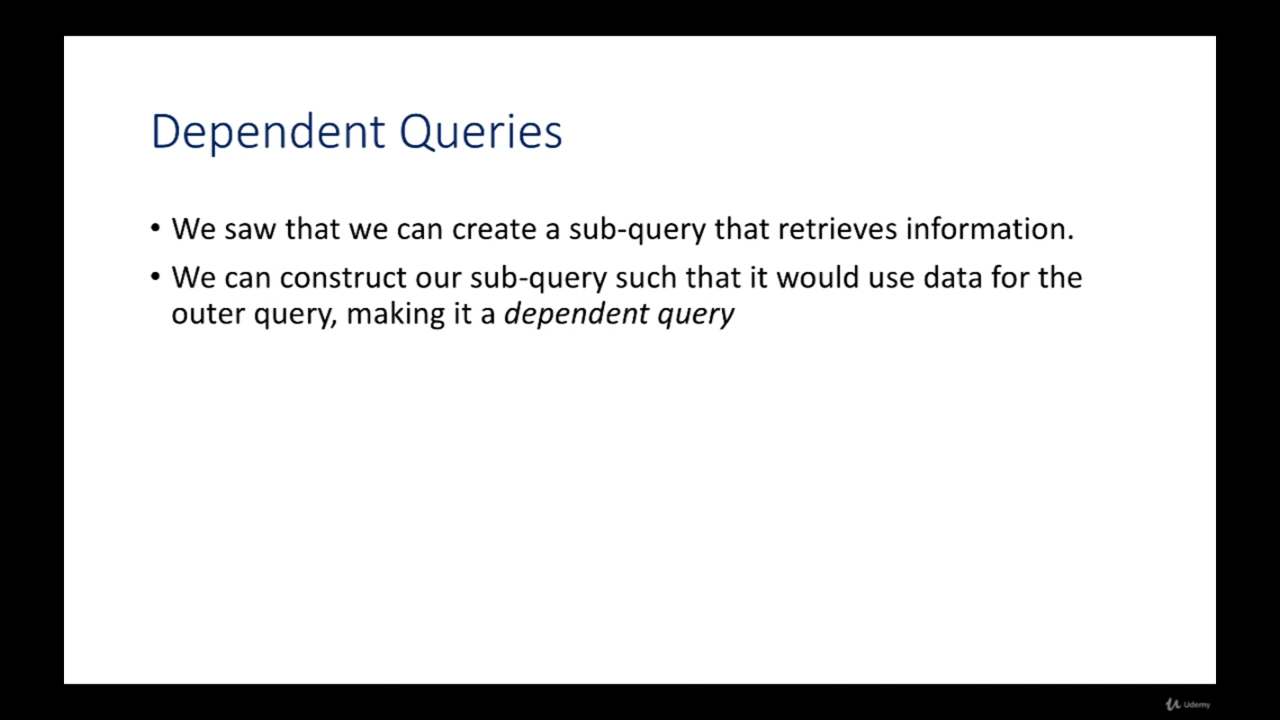 Dependent Queries
• We saw that we can create a sub-query that retrieves information.
• We can construct our sub-query such that it would use data for the
outer query, making it a dependent query
Udemy